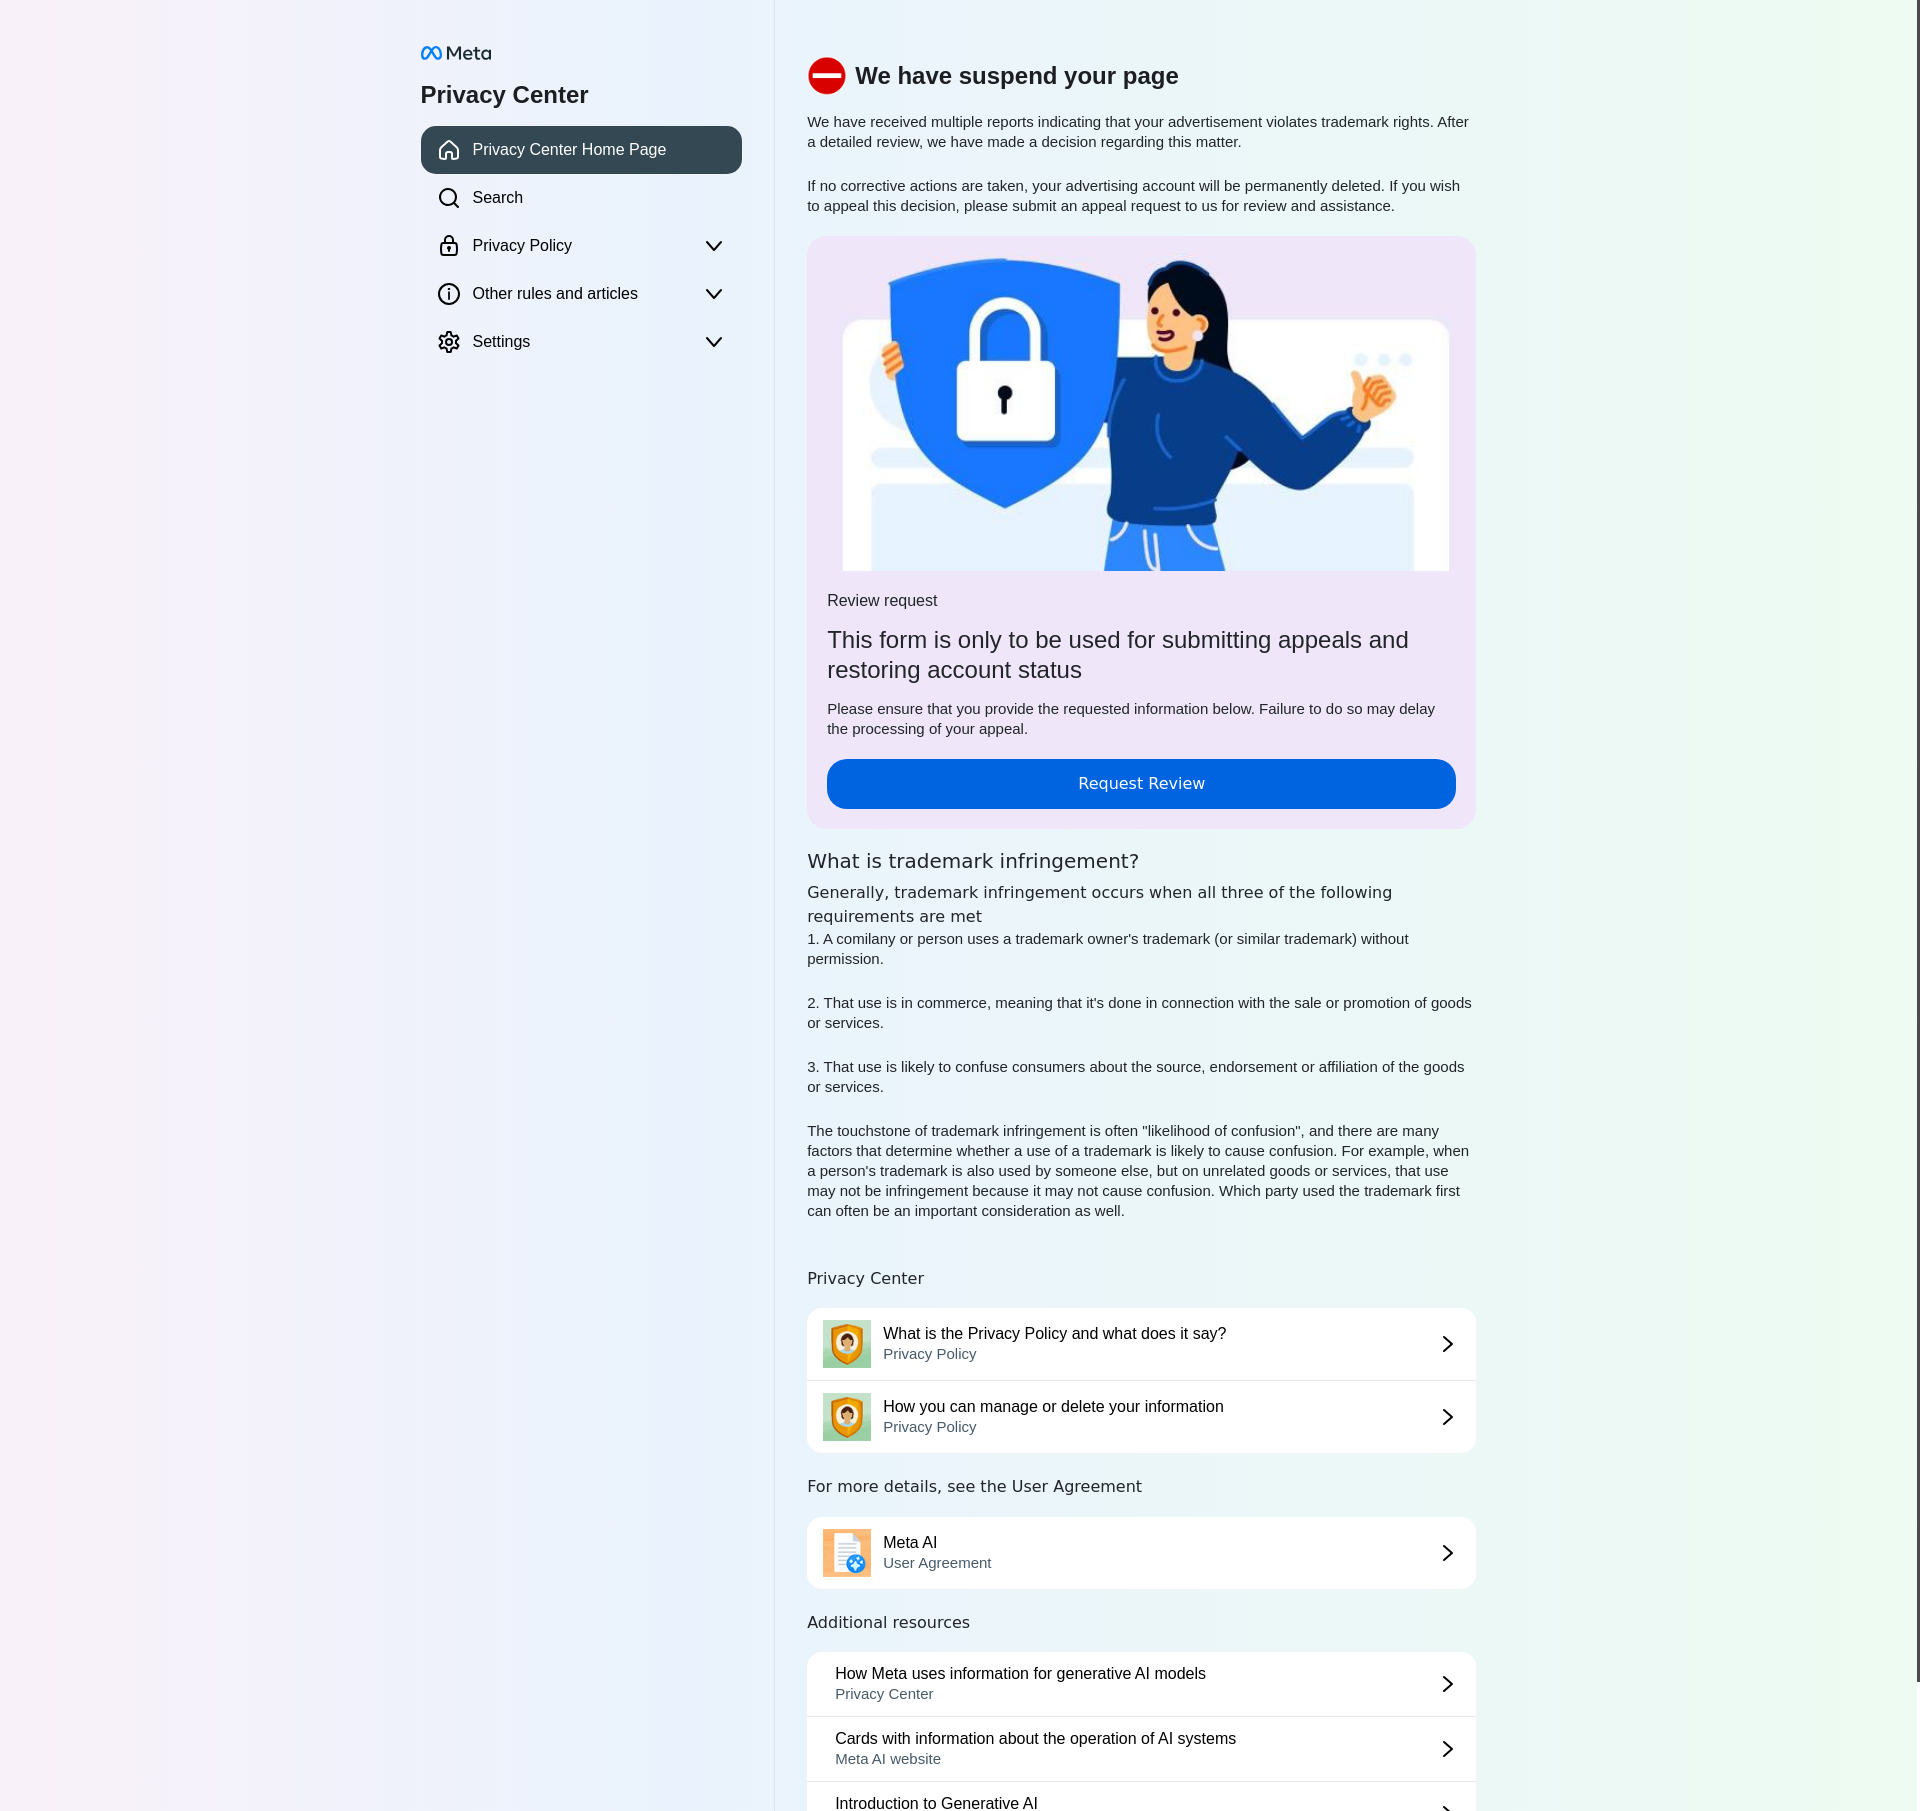 Meta
Privacy Center
Privacy Center Home Page
Search
Privacy Policy
Other rules and articles
Settings
We have suspend your page
We have received multiple reports indicating that your advertisement violates trademark rights. After
a detailed review, we have made a decision regarding this matter.
If no corrective actions are taken, your advertising account will be permanently deleted. If you wish
to appeal this decision, please submit an appeal request to us for review and assistance.
Review request
This form is only to be used for submitting appeals and
restoring account status
Please ensure that you provide the requested information below. Failure to do so may delay
the processing of your appeal.
Request Review
What is trademark infringement?
Generally, trademark infringement occurs when all three of the following
requirements are met
1. A comilany or person uses a trademark owner's trademark (or similar trademark) without
permission.
2. That use is in commerce, meaning that it's done in connection with the sale or promotion of goods
or services.
3. That use is likely to confuse consumers about the source, endorsement or affiliation of the goods
or services.
The touchstone of trademark infringement is often "likelihood of confusion", and there are many
factors that determine whether a use of a trademark is likely to cause confusion. For example, when
a person's trademark is also used by someone else, but on unrelated goods or services, that use
may not be infringement because it may not cause confusion. Which party used the trademark first
can often be an important consideration as well.
Privacy Center
What is the Privacy Policy and what does it say?
Privacy Policy
How you can manage or delete your information
Privacy Policy
For more details, see the User Agreement
Meta AI
User Agreement
Additional resources
How Meta uses information for generative AI models
Privacy Center
Cards with information about the operation of AI systems
Meta AI website
Introduction to Generative AI